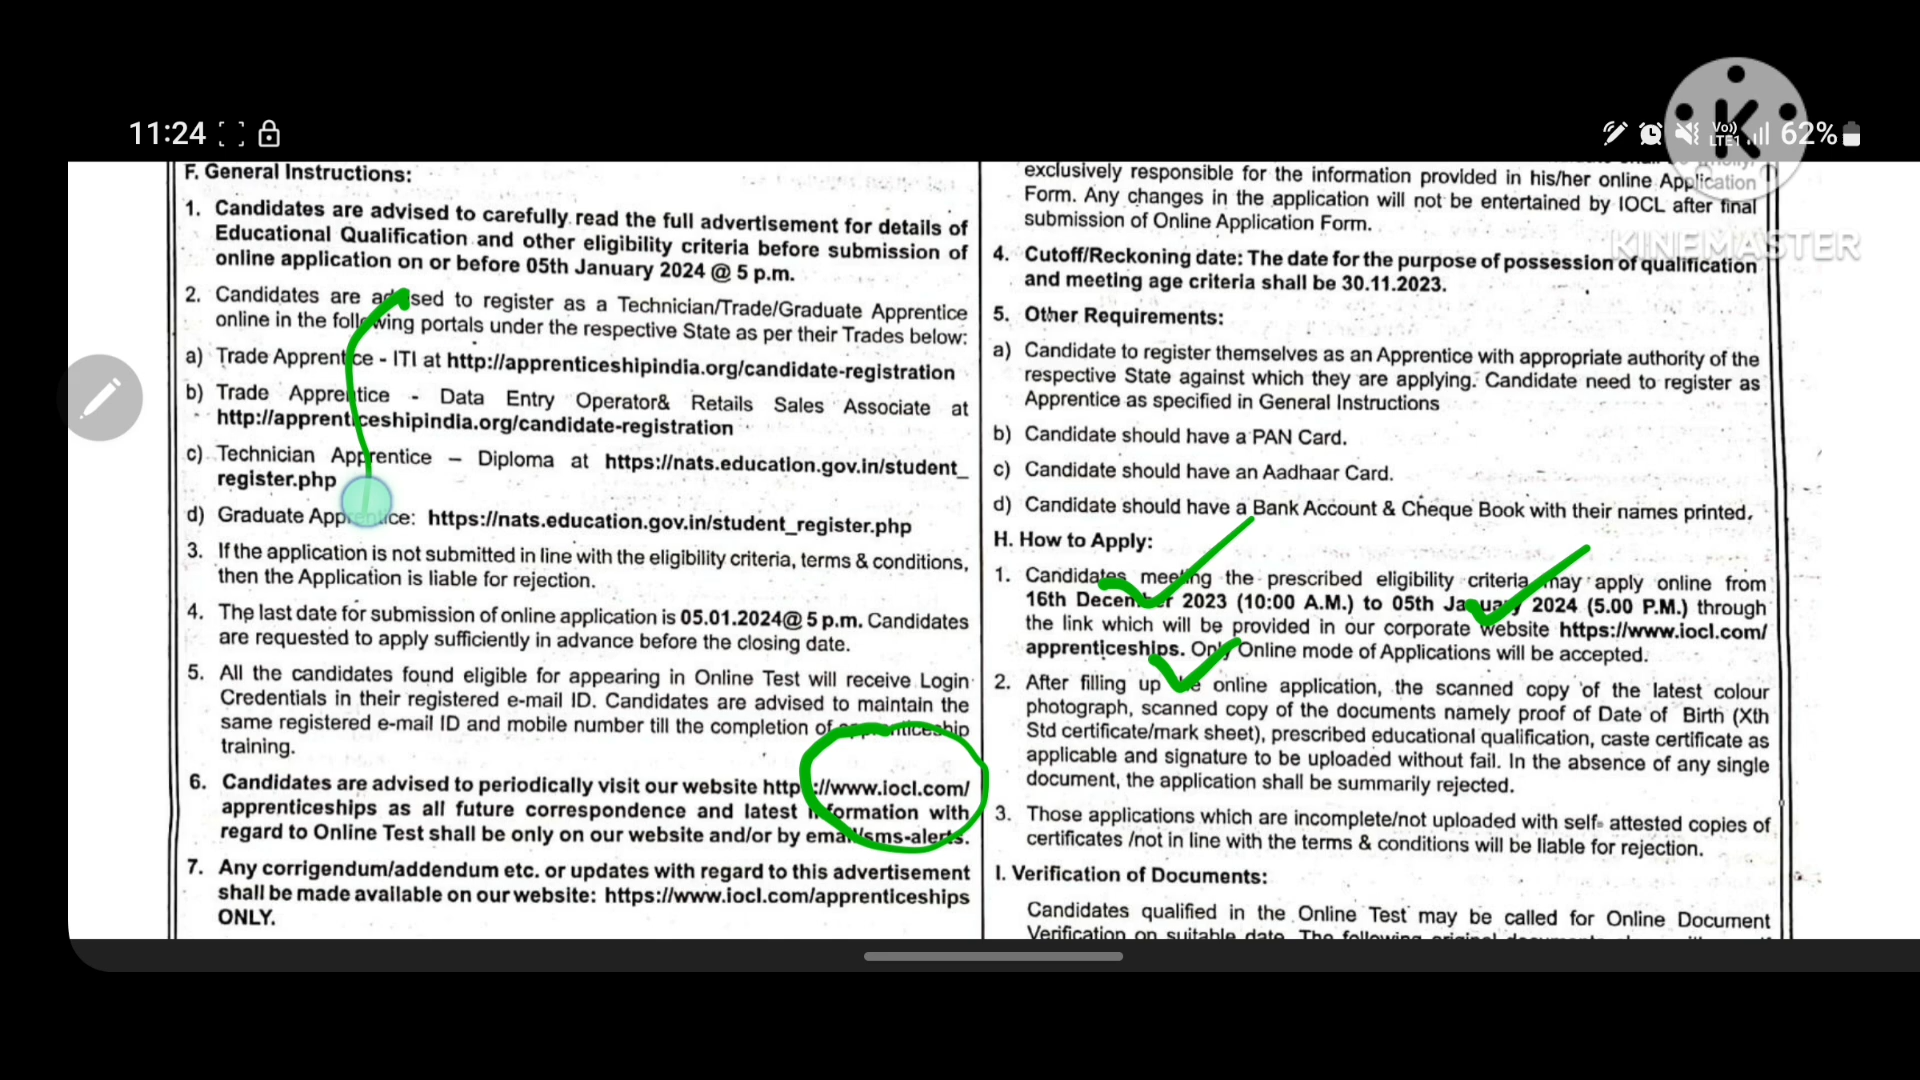 11:24
Vo)) LTE1 62%
KINEMASTER
F. General Instructions:
1. Candidates are advised to carefully read the full advertisement for details of
Educational Qualification and other eligibility criteria before submission of
online application on or before 05th January 2024 @ 5 p.m.
2. Candidates are advised to register as a Technician/Trade/Graduate Apprentice
online in the following portals under the respective State as per their Trades below:
a) Trade Apprentice - ITI at http://apprenticeshipindia.org/candidate-registration
b) Trade Apprentice - Data Entry Operator& Retails Sales Associate at
http://apprenticeshipindia.org/candidate-registration
c) Technician Apprentice – Diploma at https://nats.education.gov.in/student_
register.php
d) Graduate Apprentice: https://nats.education.gov.in/student_register.php
3. If the application is not submitted in line with the eligibility criteria, terms & conditions,
then the Application is liable for rejection.
4. The last date for submission of online application is 05.01.2024@ 5 p.m. Candidates
are requested to apply sufficiently in advance before the closing date.
5. All the candidates found eligible for appearing in Online Test will receive Login
Credentials in their registered e-mail ID. Candidates are advised to maintain the
same registered e-mail ID and mobile number till the completion of apprenticeship
training.
6. Candidates are advised to periodically visit our website https://www.iocl.com/
apprenticeships as all future correspondence and latest information with
regard to Online Test shall be only on our website and/or by email/sms-alerts.
7. Any corrigendum/addendum etc. or updates with regard to this advertisement
shall be made available on our website: https://www.iocl.com/apprenticeships
ONLY.
exclusively responsible for the information provided in his/her online Application
Form. Any changes in the application will not be entertained by IOCL after final
submission of Online Application Form.
4. Cutoff/Reckoning date: The date for the purpose of possession of qualification
and meeting age criteria shall be 30.11.2023.
5. Other Requirements:
a) Candidate to register themselves as an Apprentice with appropriate authority of the
respective State against which they are applying. Candidate need to register as
Apprentice as specified in General Instructions
b) Candidate should have a PAN Card.
c) Candidate should have an Aadhaar Card.
d) Candidate should have a Bank Account & Cheque Book with their names printed.
H. How to Apply:
1. Candidates meeting the prescribed eligibility criteria may apply online from
16th December 2023 (10:00 A.M.) to 05th January 2024 (5.00 P.M.) through
the link which will be provided in our corporate website https://www.iocl.com/
apprenticeships. Only Online mode of Applications will be accepted.
2. After filling up the online application, the scanned copy of the latest colour
photograph, scanned copy of the documents namely proof of Date of Birth (Xth
Std certificate/mark sheet), prescribed educational qualification, caste certificate as
applicable and signature to be uploaded without fail. In the absence of any single
document, the application shall be summarily rejected.
3. Those applications which are incomplete/not uploaded with self- attested copies of
certificates /not in line with the terms & conditions will be liable for rejection.
I. Verification of Documents:
Candidates qualified in the Online Test may be called for Online Document
Verification on suitable date. The following original